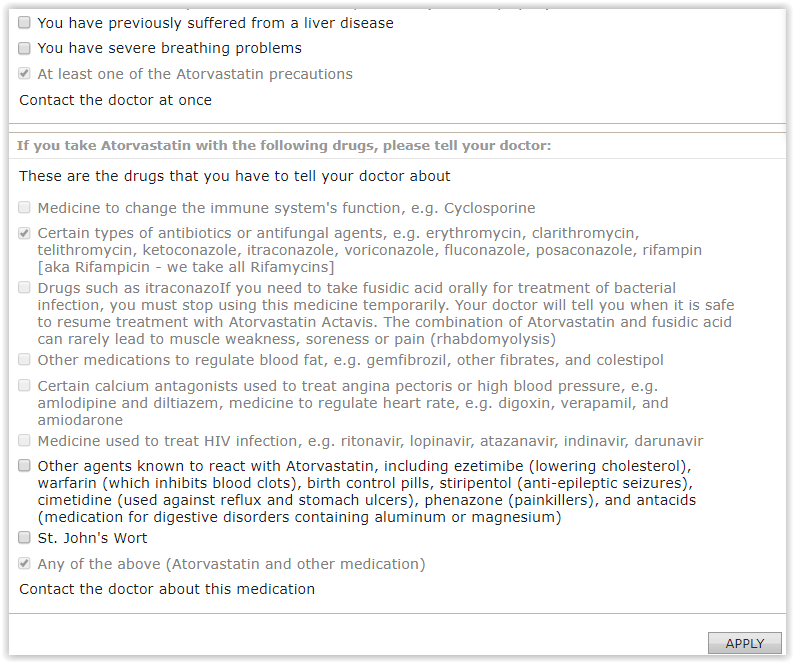 You have previously suffered from a liver disease
You have severe breathing problems
At least one of the Atorvastatin precautions
Contact the doctor at once
If you take Atorvastatin with the following drugs, please tell your doctor:
These are the drugs that you have to tell your doctor about
Medicine to change the immune system's function, e.g. Cyclosporine
Certain types of antibiotics or antifungal agents, e.g. erythromycin, clarithromycin,
telithromycin, ketoconazole, itraconazole, voriconazole, fluconazole, posaconazole, rifampin
[aka Rifampicin - we take all Rifamycins]
Drugs such as itraconazoIf you need to take fusidic acid orally for treatment of bacterial
infection, you must stop using this medicine temporarily. Your doctor will tell you when it is safe
to resume treatment with Atorvastatin Actavis. The combination of Atorvastatin and fusidic acid
can rarely lead to muscle weakness, soreness or pain (rhabdomyolysis)
Other medications to regulate blood fat, e.g. gemfibrozil, other fibrates, and colestipol
Certain calcium antagonists used to treat angina pectoris or high blood pressure, e.g.
amlodipine and diltiazem, medicine to regulate heart rate, e.g. digoxin, verapamil, and
amiodarone
Medicine used to treat HIV infection, e.g. ritonavir, lopinavir, atazanavir, indinavir, darunavir
Other agents known to react with Atorvastatin, including ezetimibe (lowering cholesterol),
warfarin (which inhibits blood clots), birth control pills, stiripentol (anti-epileptic seizures),
cimetidine (used against reflux and stomach ulcers), phenazone (painkillers), and antacids
(medication for digestive disorders containing aluminum or magnesium)
St. John's Wort
Any of the above (Atorvastatin and other medication)
Contact the doctor about this medication
APPLY